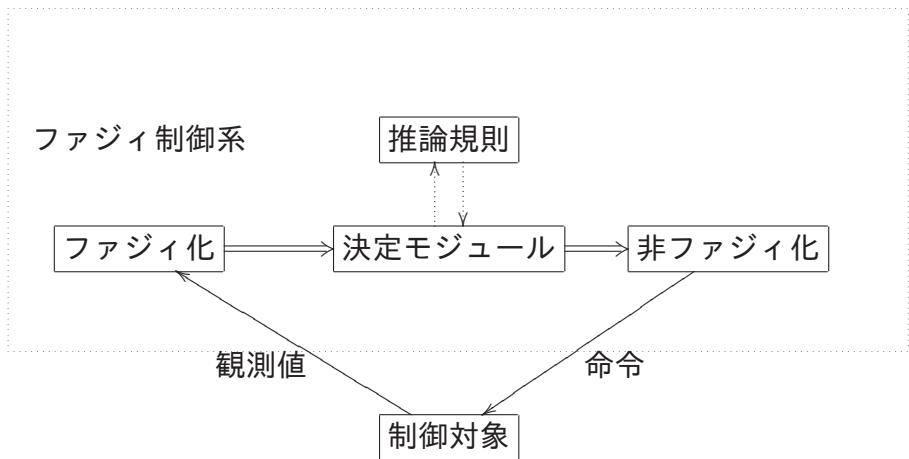 ファジィ制御系
推論規則
ファジィ化
決定モジュール
非ファジィ化
観測値
命令
制御対象